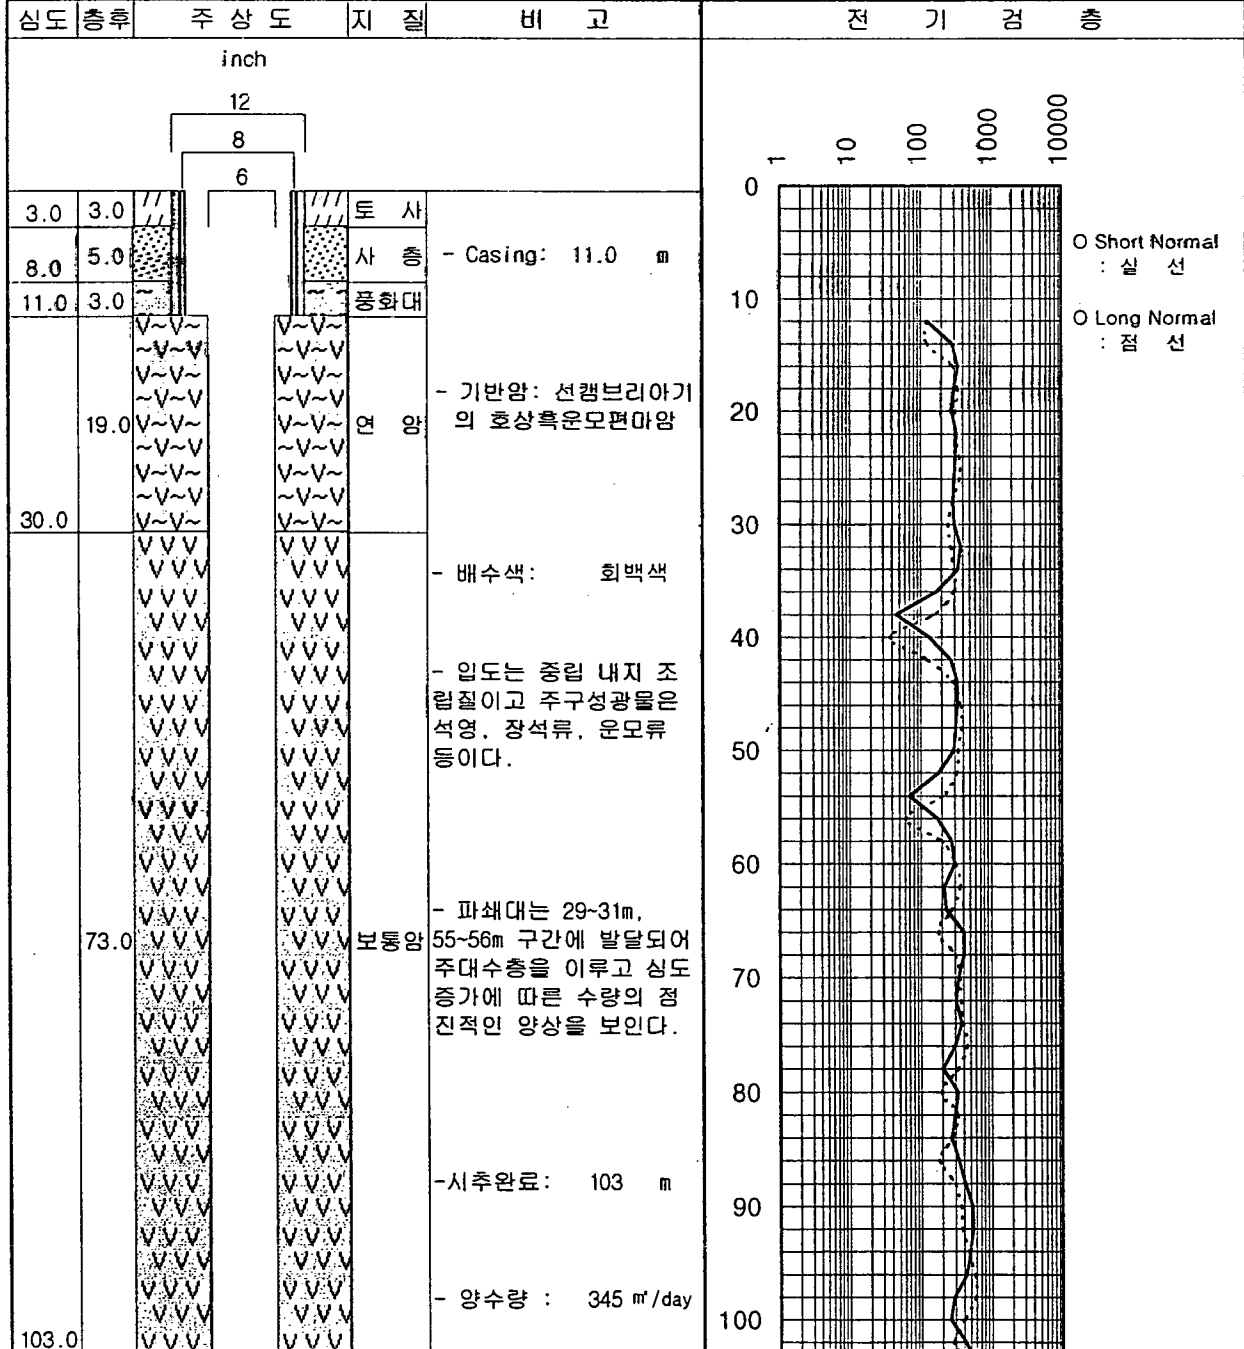 심도 층후 주 상 도 지 질 비 고 전 기 검 층
inch
12
8
6
1 10 100 1000 10000
3.0 3.0 토 사
8.0 5.0 사 층
11.0 3.0 풍화대
19.0 연 암
30.0
73.0 보통암
103.0
- Casing: 11.0 m
- 기반암: 선캠브리아기
의 호상흑운모편마암
- 배수색: 회백색
- 입도는 중립 내지 조
립질이고 주구성광물은
석영, 장석류, 운모류
등이다.
- 파쇄대는 29~31m,
55~56m 구간에 발달되어
주대수층을 이루고 심도
증가에 따른 수량의 점
진적인 양상을 보인다.
-시추완료: 103 m
- 양수량 : 345 ㎥/day
0
10
20
30
40
50
60
70
80
90
100
O Short Normal
: 실 선
O Long Normal
: 점 선